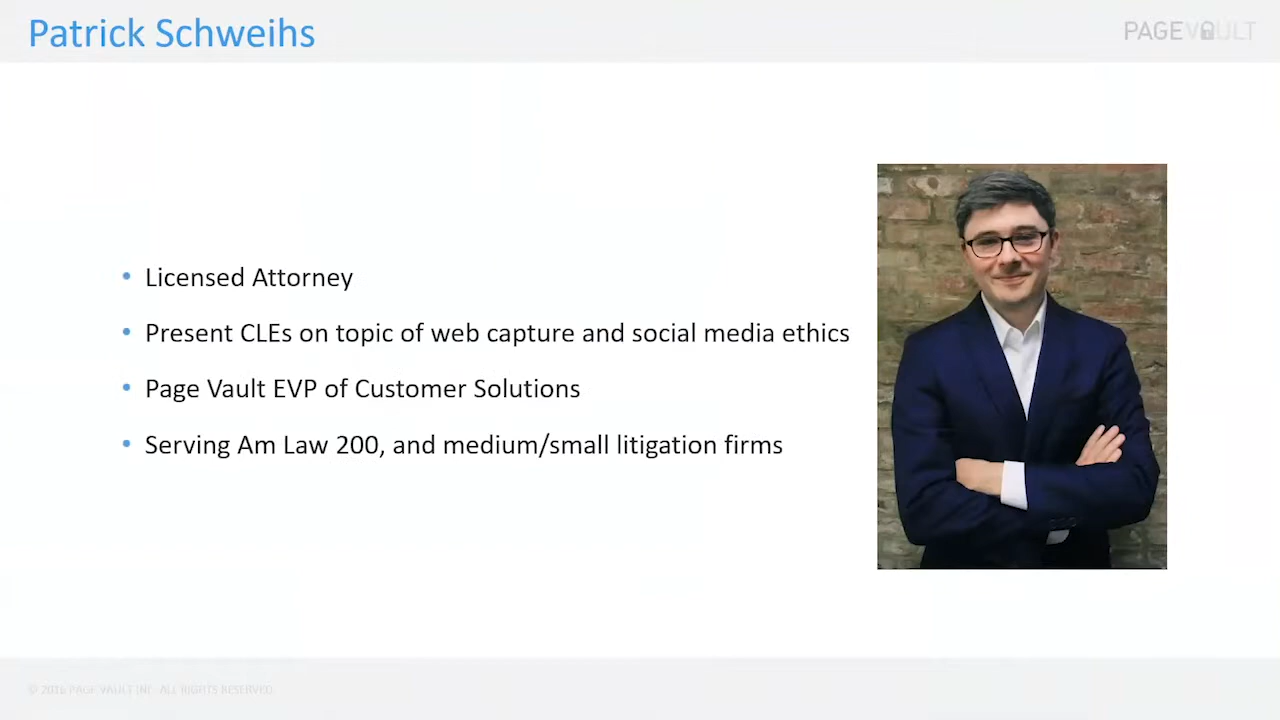 Patrick Schweihs
PAGEVAULT
• Licensed Attorney
• Present CLEs on topic of web capture and social media ethics
• Page Vault EVP of Customer Solutions
• Serving Am Law 200, and medium/small litigation firms
© 2016 PAGE VAULT INC. ALL RIGHTS RESERVED.